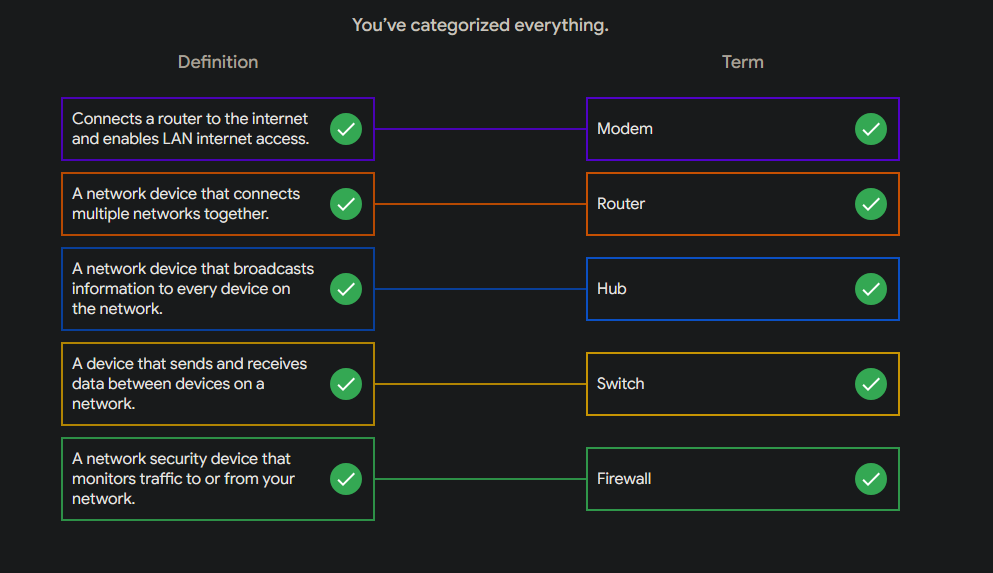 You’ve categorized everything.
Definition
Term
Connects a router to the internet
and enables LAN internet access.
Modem
A network device that connects
multiple networks together.
Router
A network device that broadcasts
information to every device on
the network.
Hub
A device that sends and receives
data between devices on a
network.
Switch
A network security device that
monitors traffic to or from your
network.
Firewall